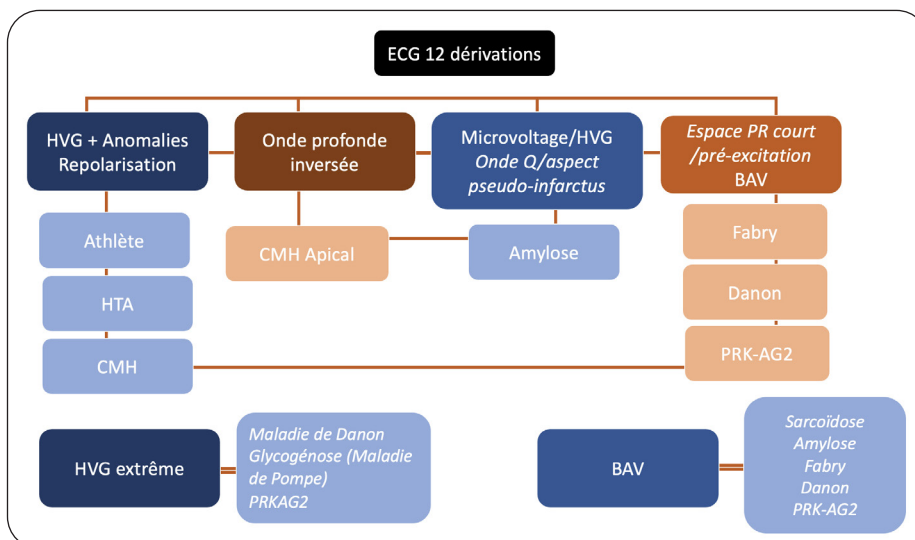 ECG 12 dérivations
HVG + Anomalies
Repolarisation
Onde profonde
inversée
Microvoltage/HVG
Onde Q/aspect
pseudo-infarctus
Espace PR court
/pré-excitation
BAV
Athlète
HTA
CMH
CMH Apical
Amylose
Fabry
Danon
PRK-AG2
HVG extrême
Maladie de Danon
Glycogénose (Maladie
de Pompe)
PRKAG2
BAV
Sarcoïdose
Amylose
Fabry
Danon
PRK-AG2